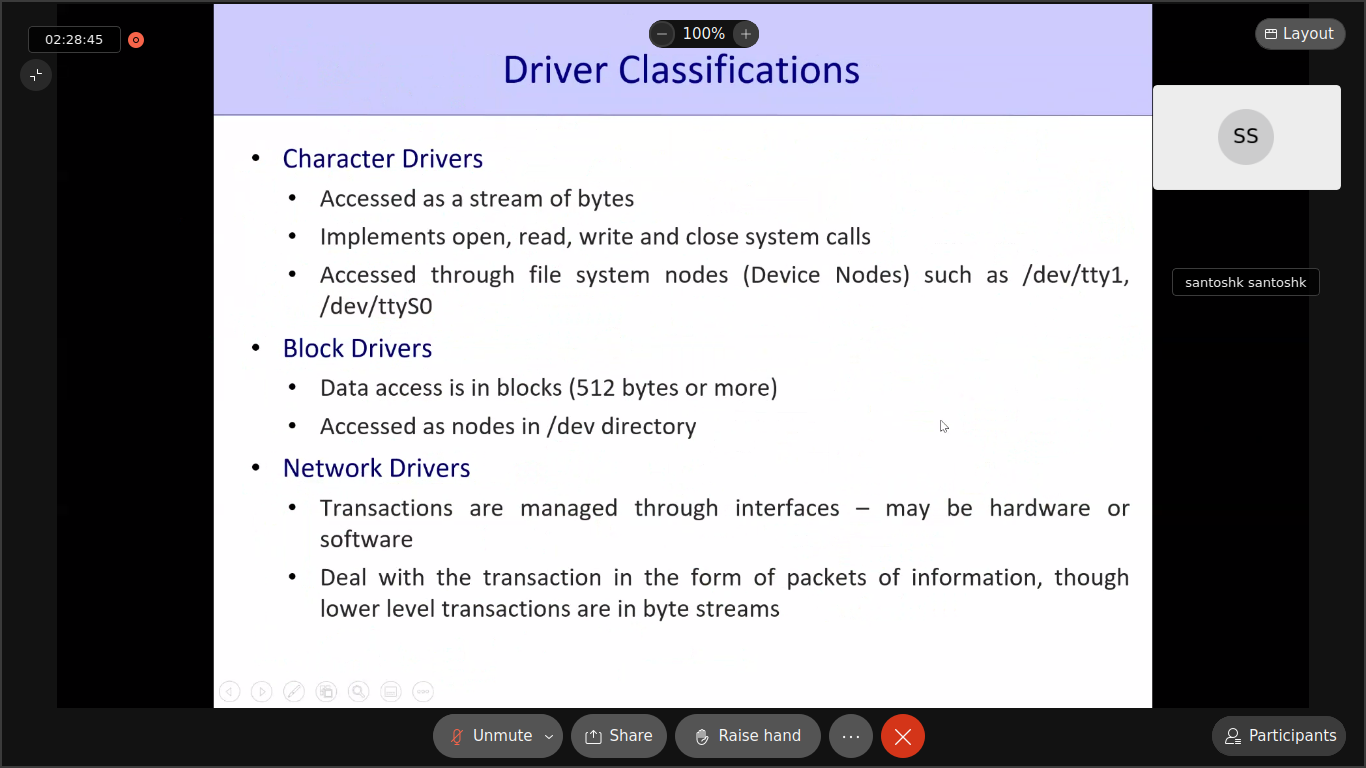 02:28:45
100%
Layout
Driver Classifications
SS
• Character Drivers
• Accessed as a stream of bytes
• Implements open, read, write and close system calls
• Accessed through file system nodes (Device Nodes) such as /dev/tty1,
/dev/ttyS0
santoshk santoshk
• Block Drivers
• Data access is in blocks (512 bytes or more)
• Accessed as nodes in /dev directory
• Network Drivers
• Transactions are managed through interfaces – may be hardware or
software
• Deal with the transaction in the form of packets of information, though
lower level transactions are in byte streams
Unmute
Share
Raise hand
Participants